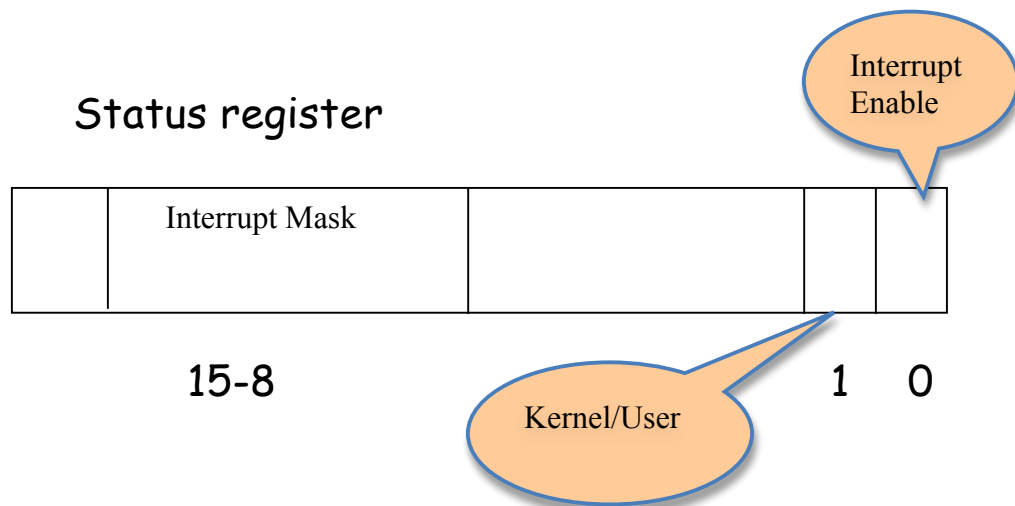 Interrupt
Enable
Status register
Interrupt Mask
15-8
1
0
Kernel/User